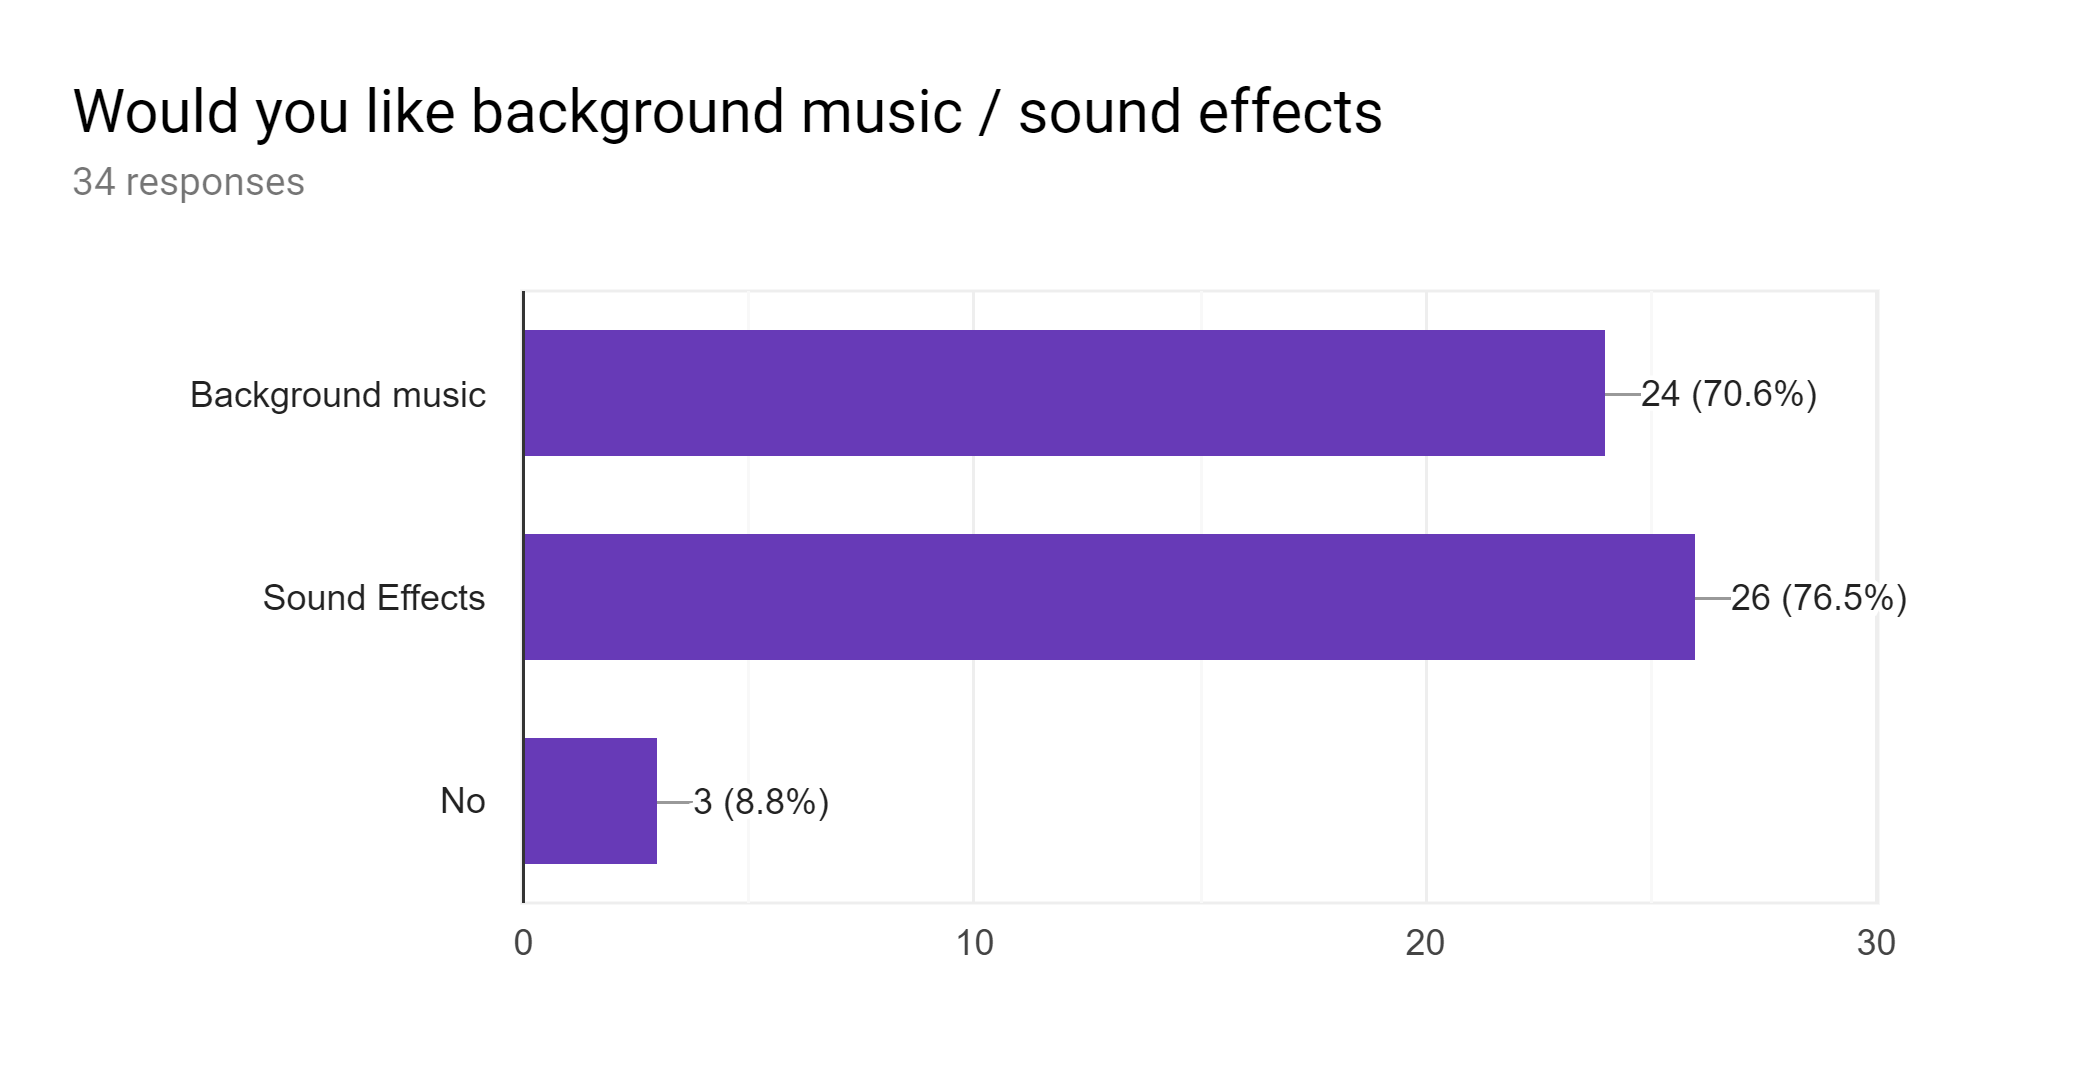 Would you like background music / sound effects
34 responses
Background music
24 (70.6%)
Sound Effects
26 (76.5%)
No
3 (8.8%)
0 10 20 30